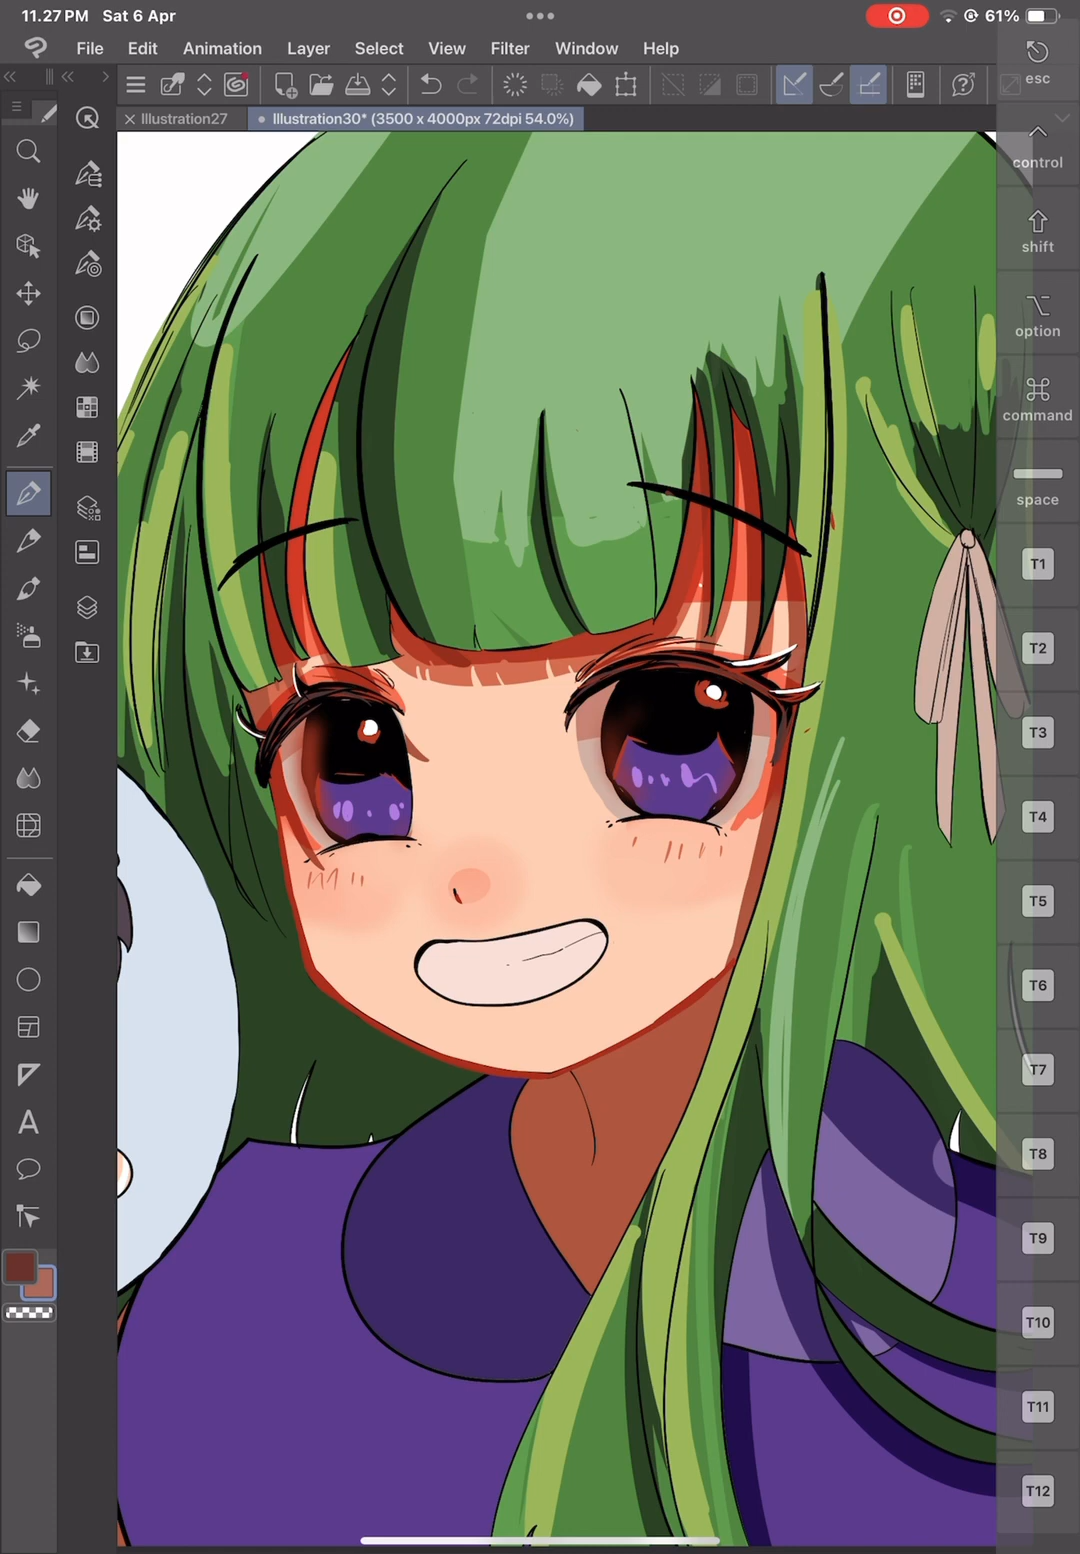 11.27 PM Sat 6 Apr
61%
File Edit Animation Layer Select View Filter Window Help
esc
Illustration27
Illustration30* (3500 x 4000px 72dpi 54.0%)
control
shift
option
command
space
T1
T2
T3
T4
T5
T6
T7
T8
T9
T10
T11
T12
A